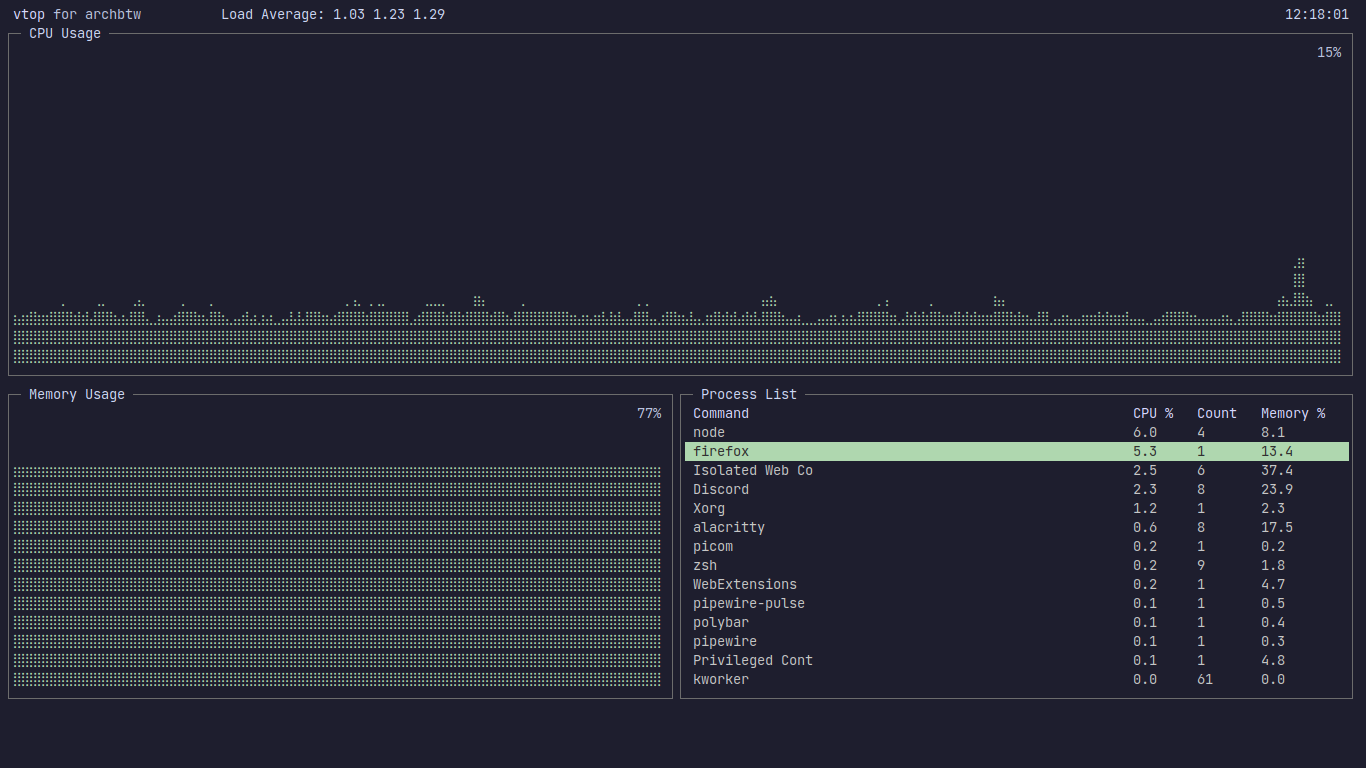 vtop for archbtw Load Average: 1.03 1.23 1.29 12:18:01
CPU Usage
15%
Memory Usage
77%
Process List
Command CPU % Count Memory %
node 6.0 4 8.1
firefox 5.3 1 13.4
Isolated Web Co 2.5 6 37.4
Discord 2.3 8 23.9
Xorg 1.2 1 2.3
alacritty 0.6 8 17.5
picom 0.2 1 0.2
zsh 0.2 9 1.8
WebExtensions 0.2 1 4.7
pipewire-pulse 0.1 1 0.5
polybar 0.1 1 0.4
pipewire 0.1 1 0.3
Privileged Cont 0.1 1 4.8
kworker 0.0 61 0.0